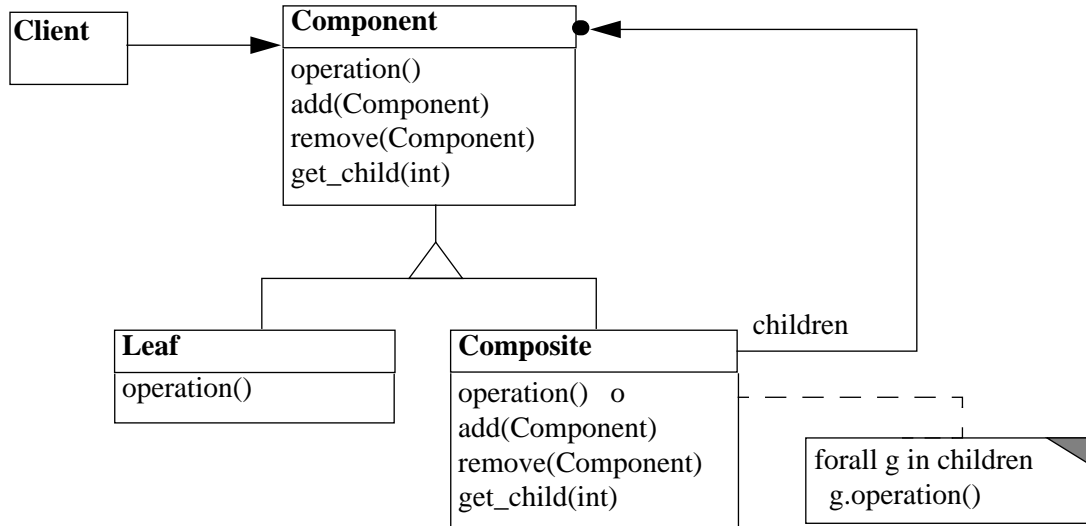 Client
Component
operation()
add(Component)
remove(Component)
get_child(int)
children
Leaf
operation()
Composite
operation() o
add(Component)
remove(Component)
get_child(int)
forall g in children
g.operation()